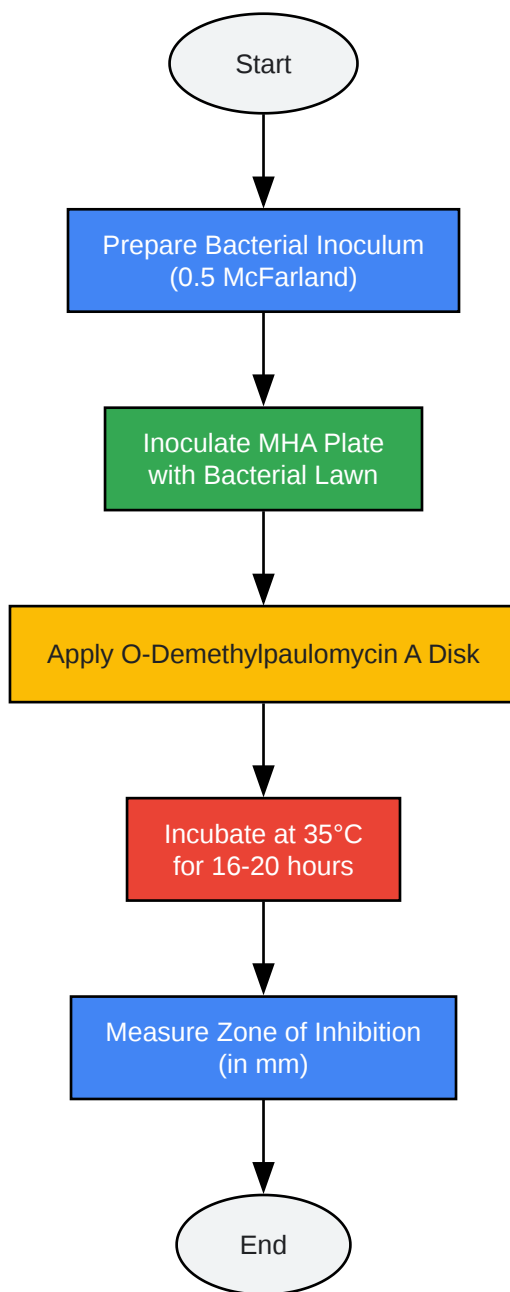 Start
Prepare Bacterial Inoculum
(0.5 McFarland)
Inoculate MHA Plate
with Bacterial Lawn
Apply O-Demethylpaulomycin A Disk
Incubate at 35°C
for 16-20 hours
Measure Zone of Inhibition
(in mm)
End